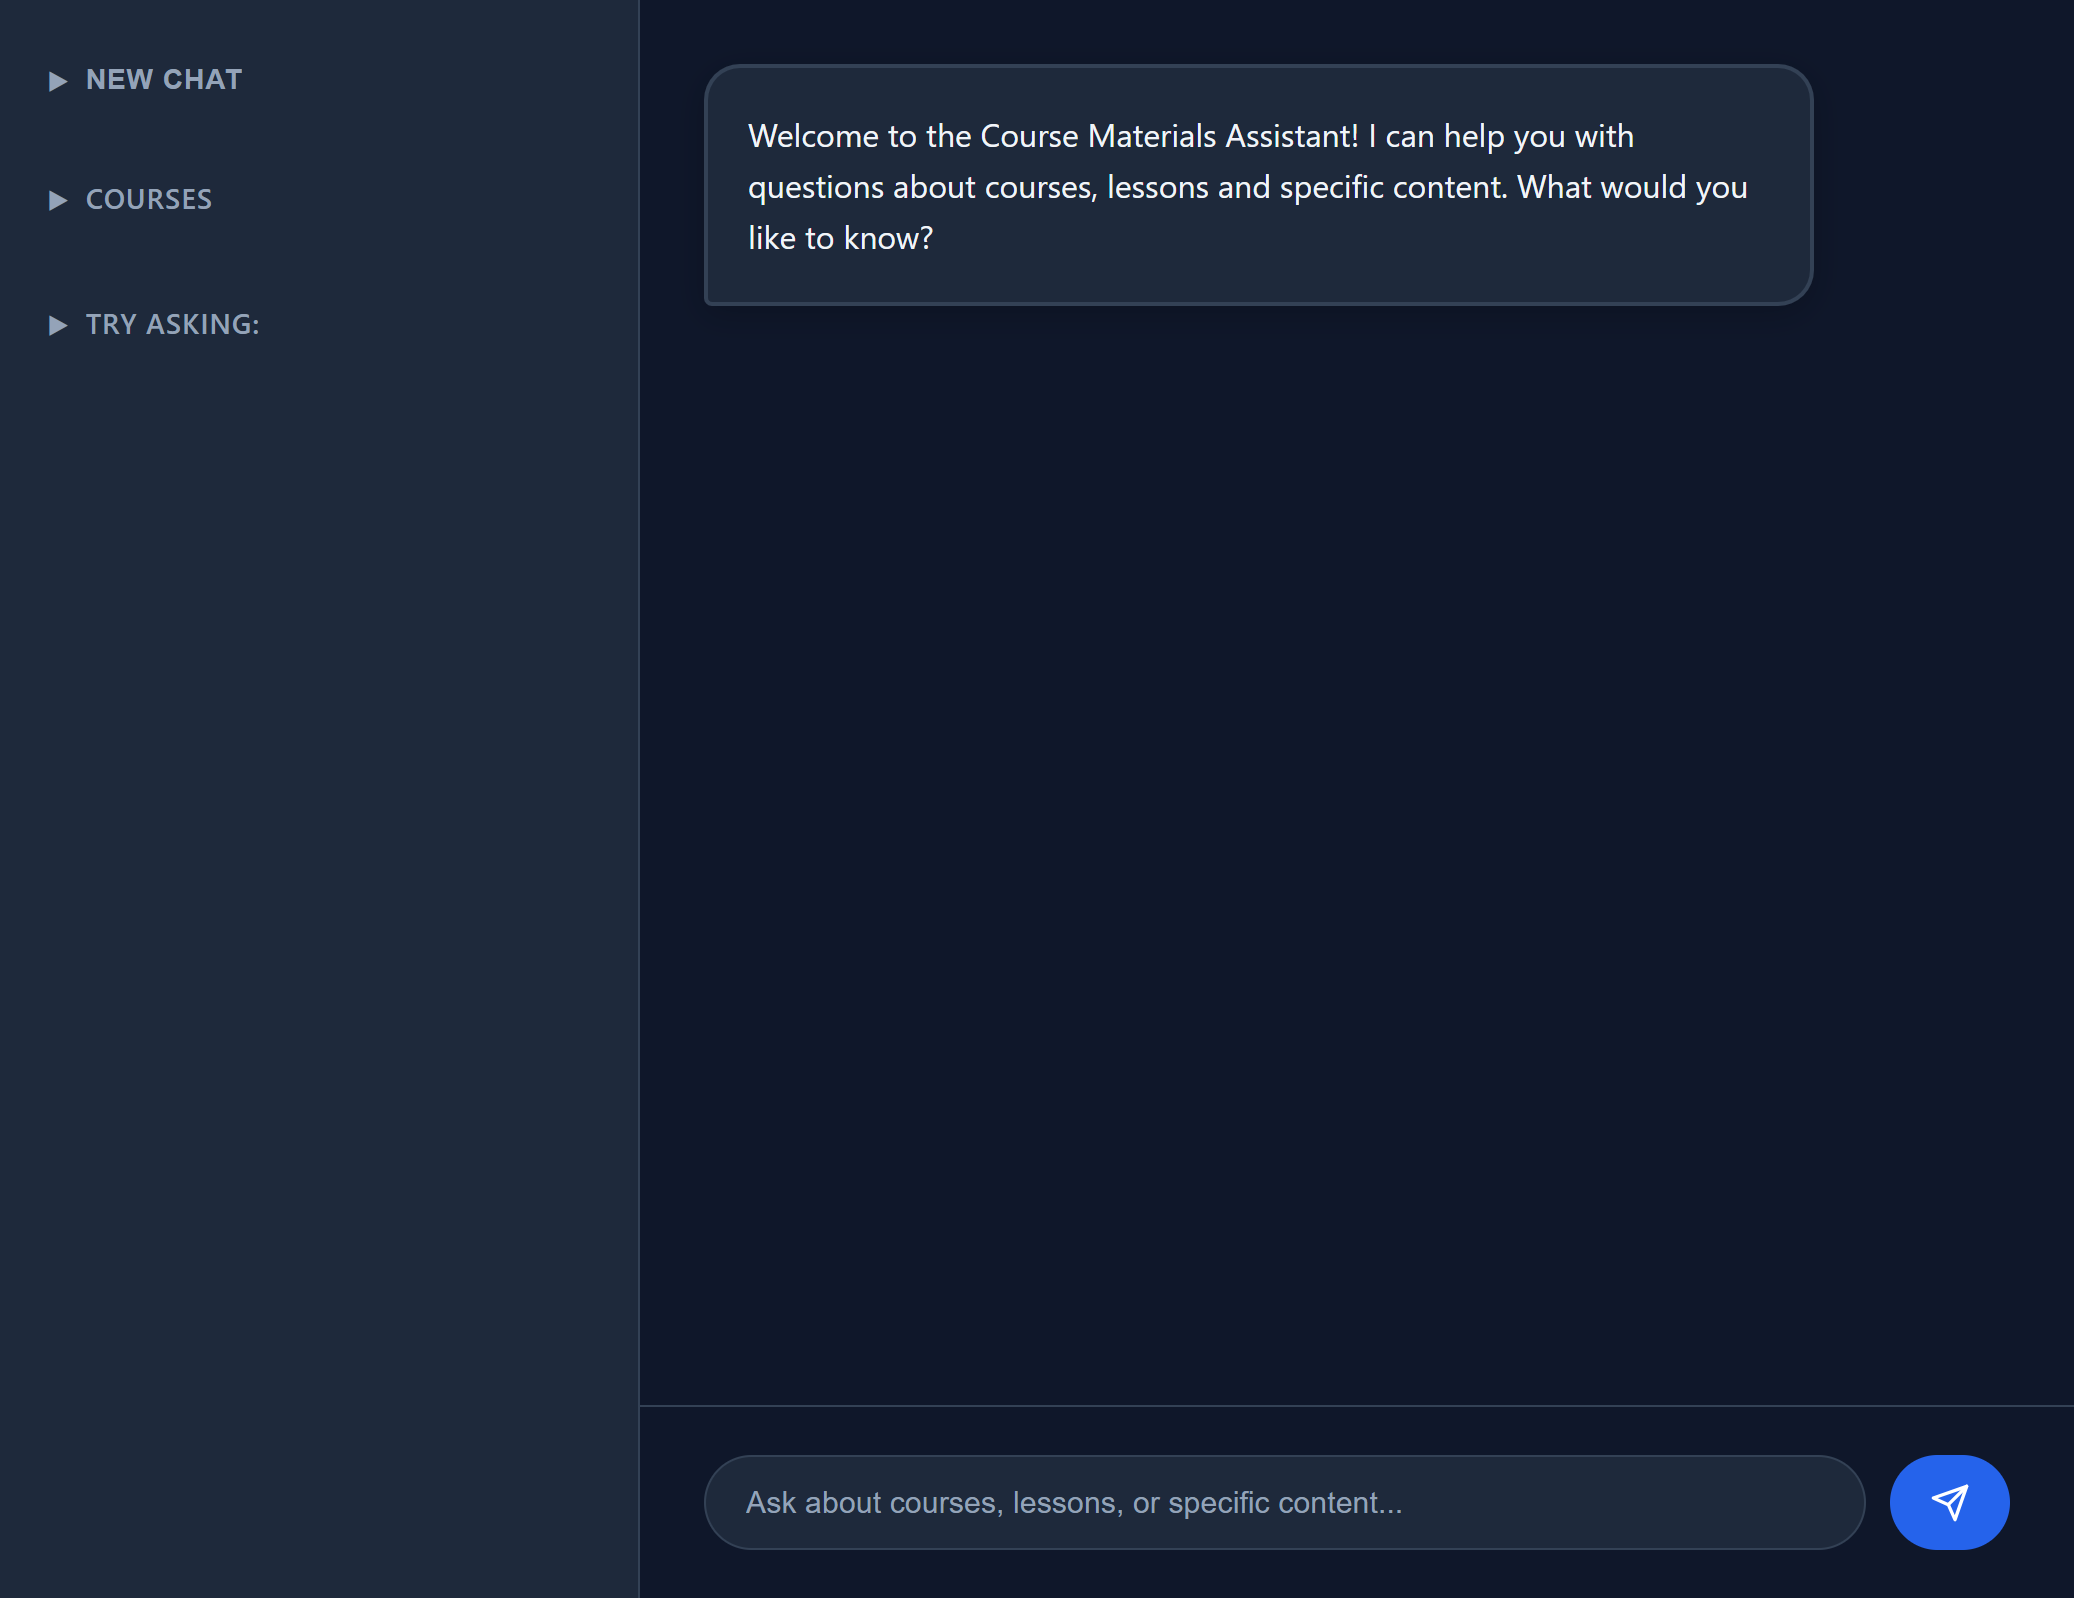 NEW CHAT
COURSES
TRY ASKING:
Welcome to the Course Materials Assistant! I can help you with
questions about courses, lessons and specific content. What would you
like to know?
Ask about courses, lessons, or specific content...